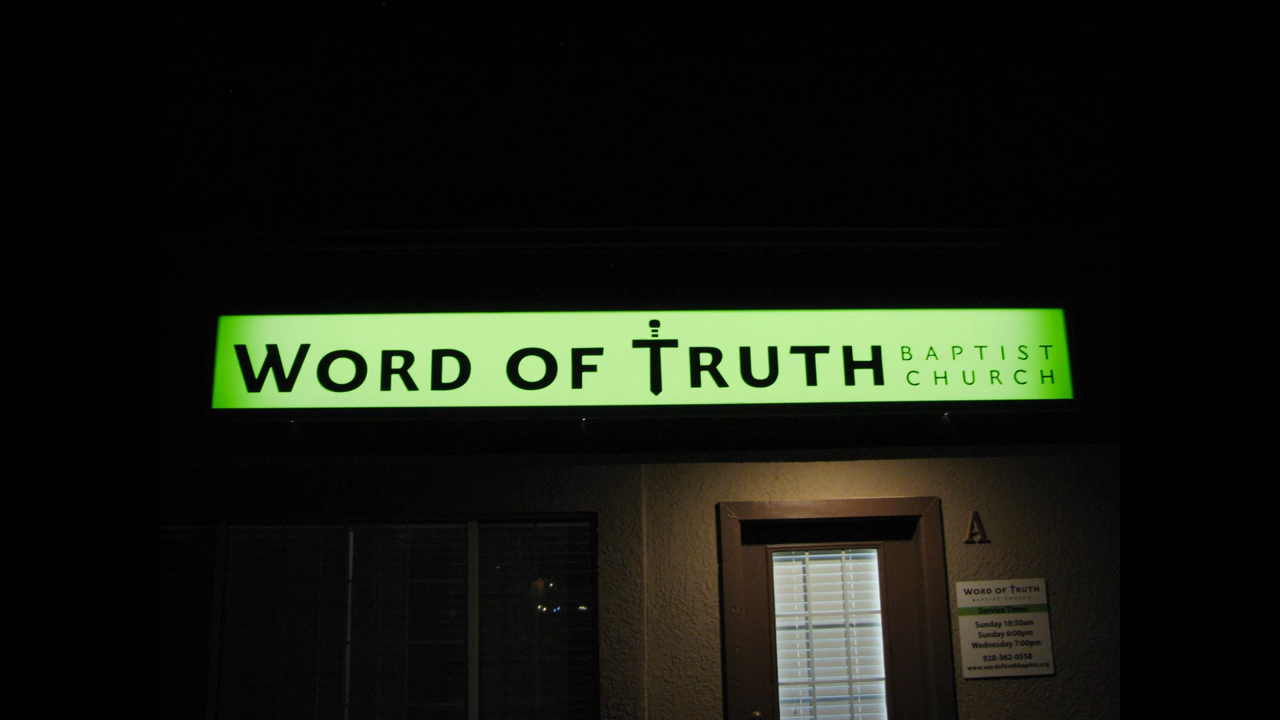 WORD OF TRUTH
BAPTIST
CHURCH
A
WORD OF TRUTH
BAPTIST CHURCH
Service Times
Sunday 10:30am
Sunday 6:00pm
Wednesday 7:00pm
928-362-0558
www.wordoftruthbaptist.org